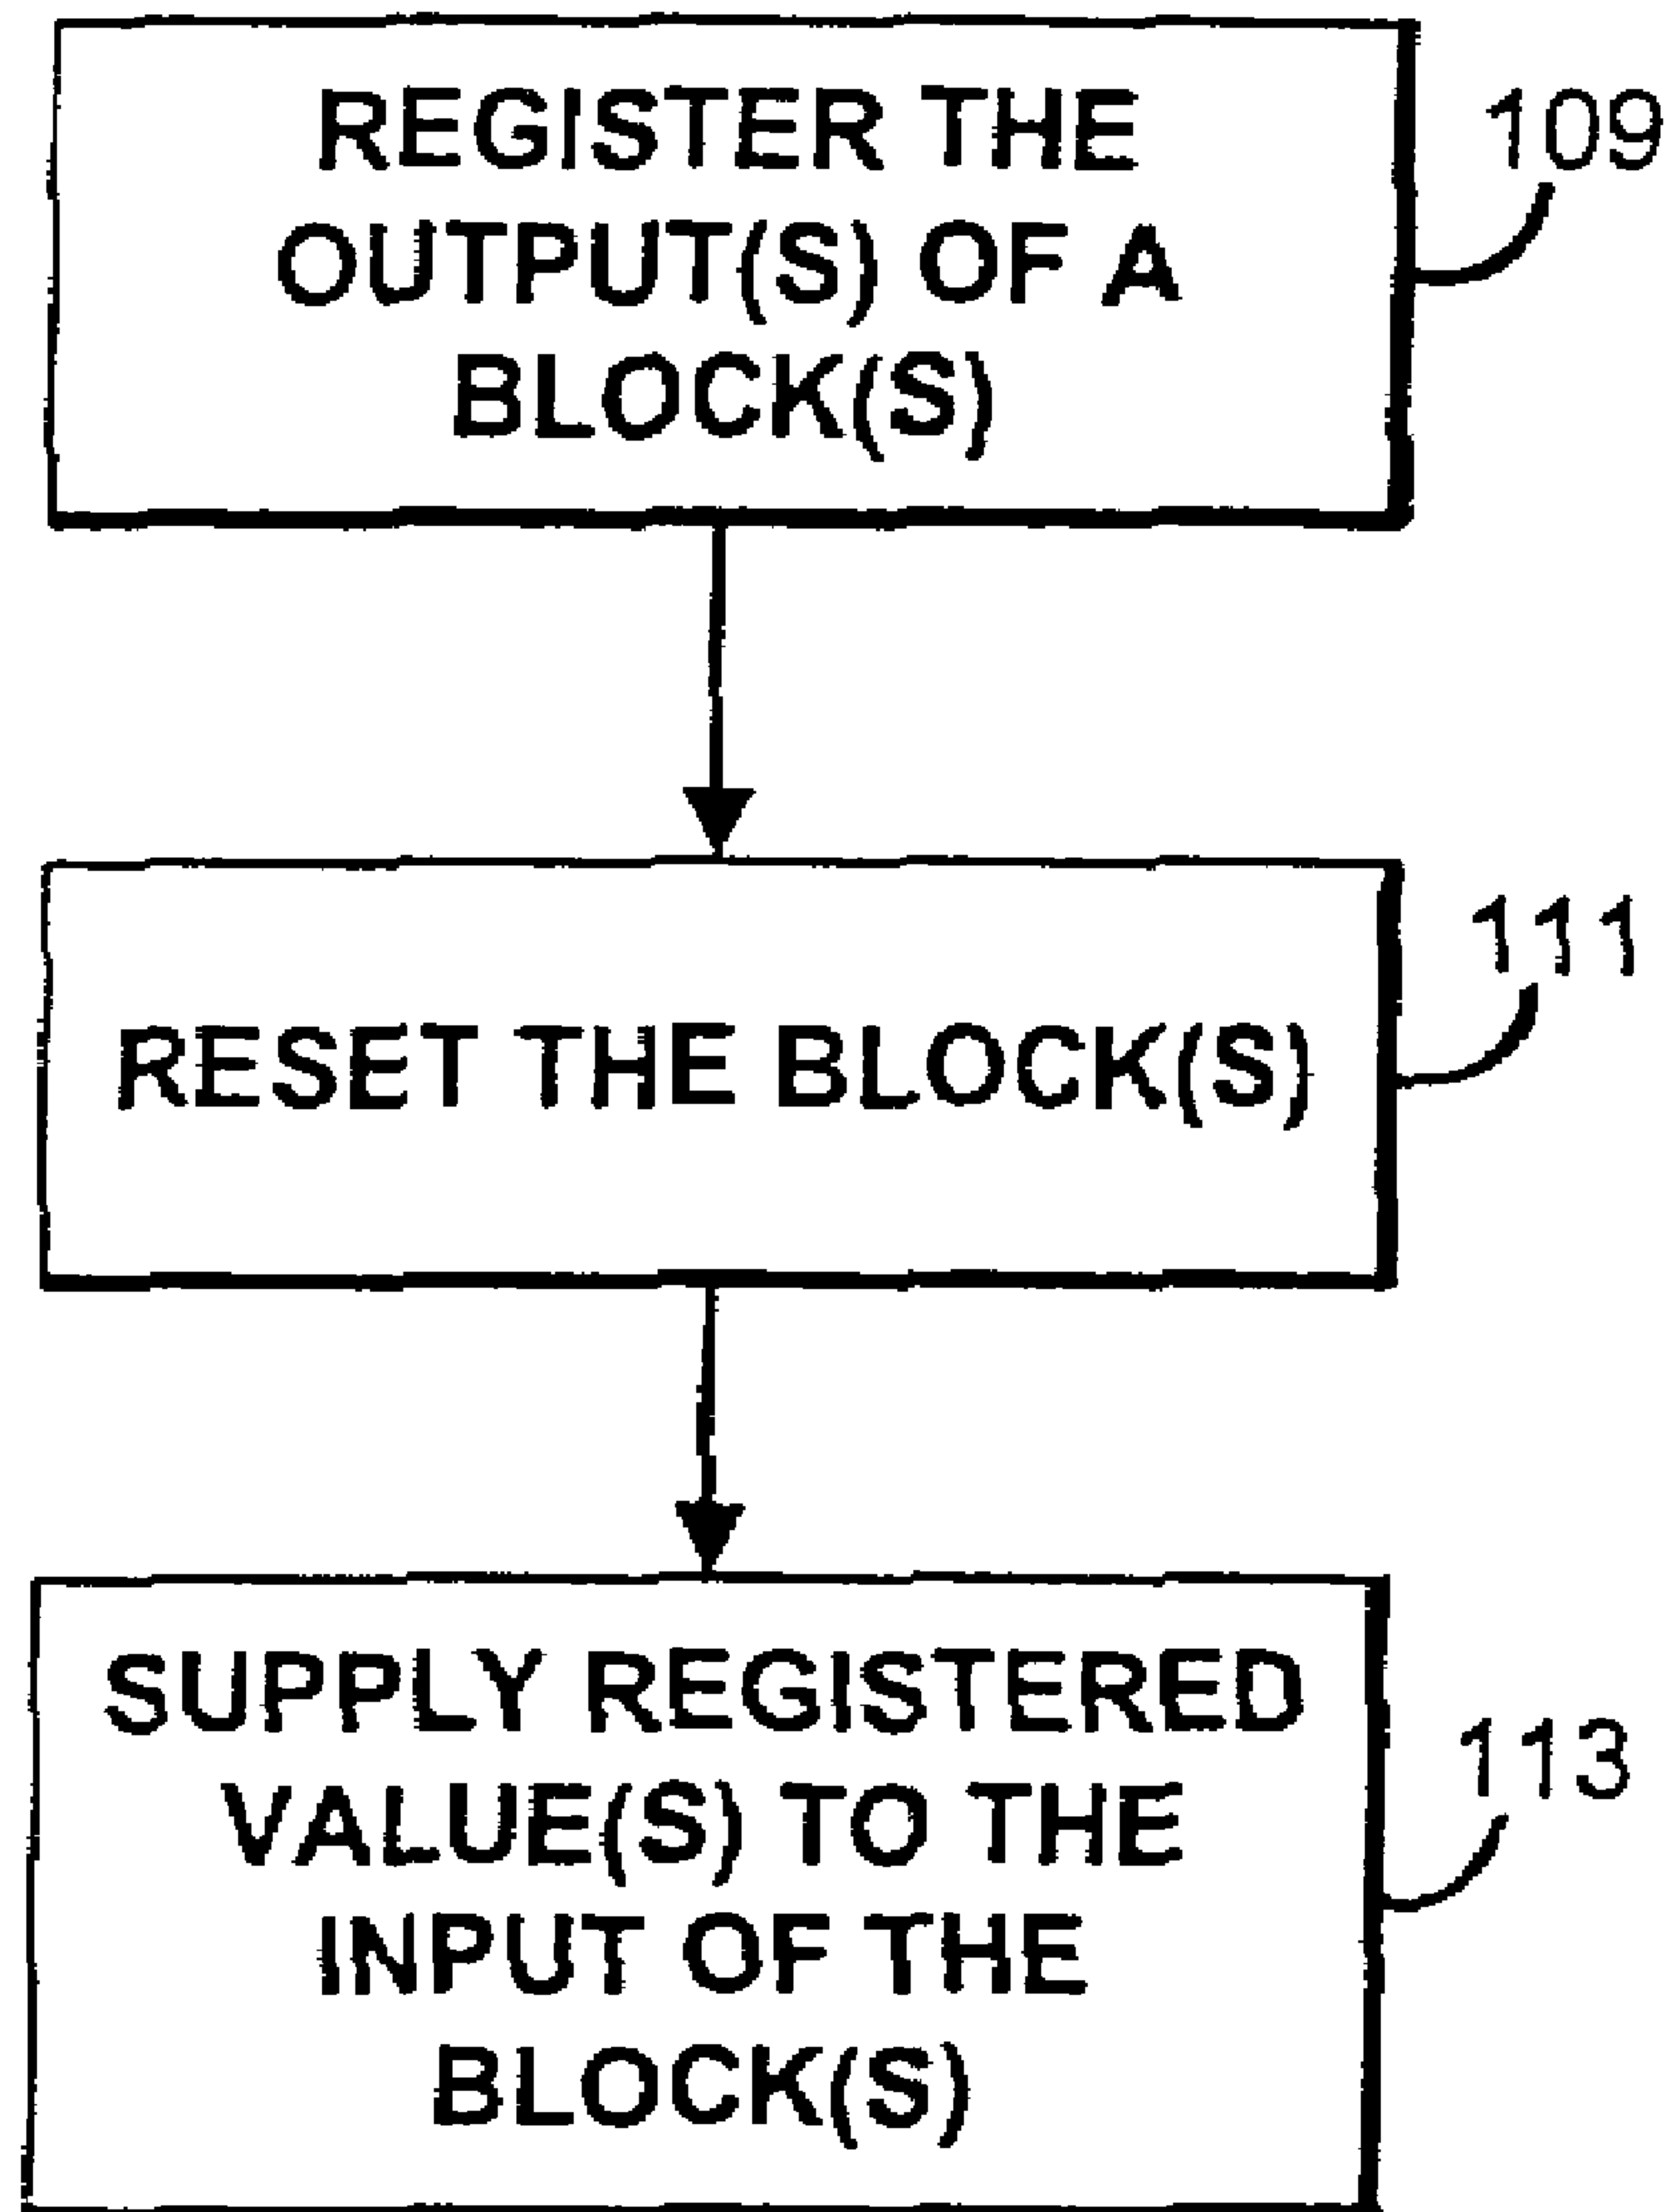 REGISTER THE
OUTPUT(S) OF A
BLOCK(S)
109
RESET THE BLOCK(S)
111
SUPPLY REGISTERED
VALUE(S) TO THE
INPUT OF THE
BLOCK(S)
113